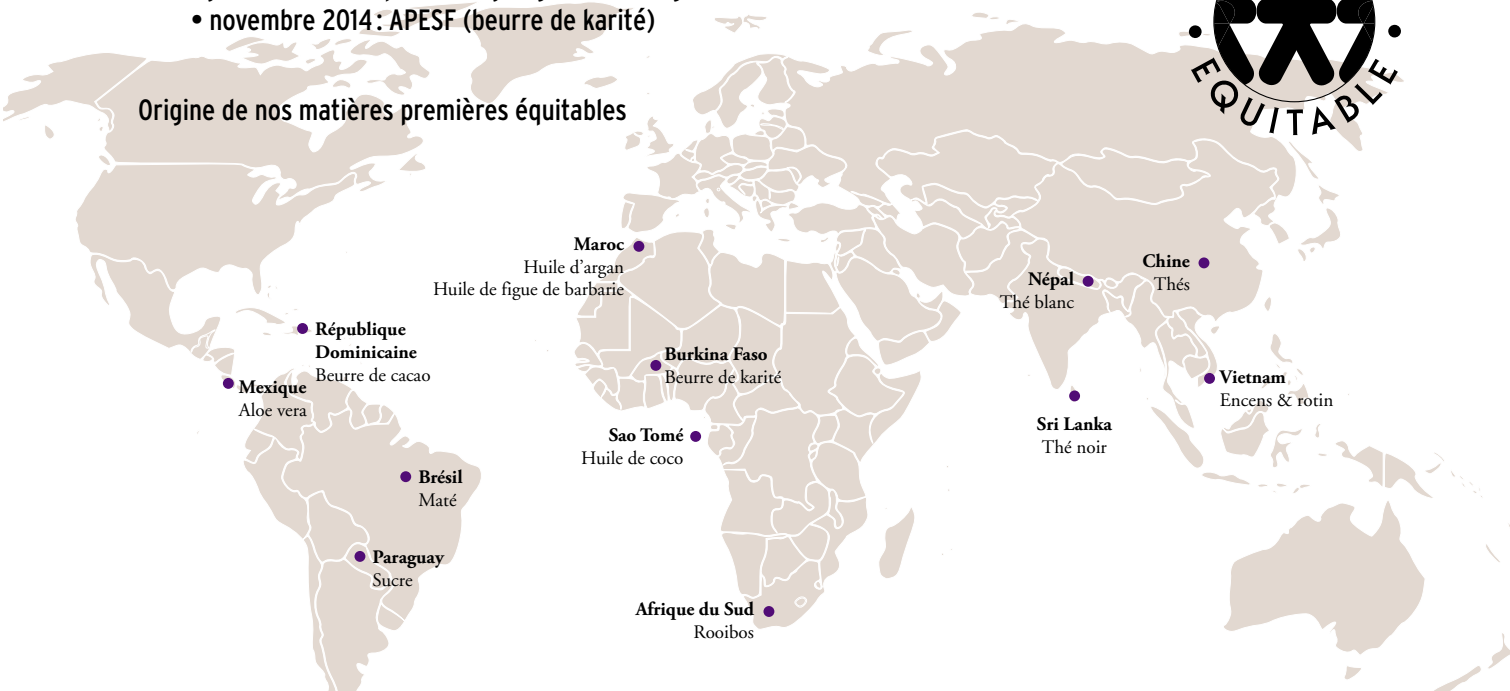 • novembre 2014 : APESF (beurre de karité)
EQUITABLE
Origine de nos matières premières équitables
Maroc
Huile d'argan
Huile de figue de barbarie
Chine
Thés
Népal
Thé blanc
République
Dominicaine
Beurre de cacao
Burkina Faso
Beurre de karité
Mexique
Aloe vera
Vietnam
Encens & rotin
Sri Lanka
Thé noir
Sao Tomé
Huile de coco
Brésil
Maté
Paraguay
Sucre
Afrique du Sud
Rooibos